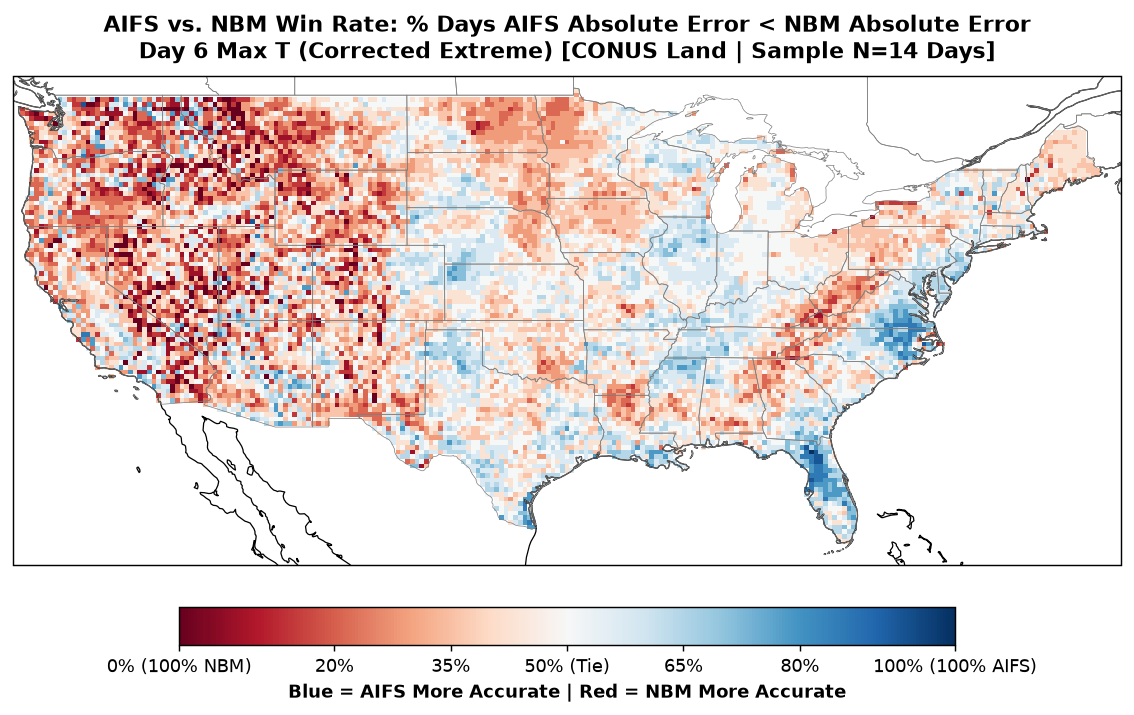 AIFS vs. NBM Win Rate: % Days AIFS Absolute Error < NBM Absolute Error
Day 6 Max T (Corrected Extreme) [CONUS Land | Sample N=14 Days]
0% (100% NBM) 20% 35% 50% (Tie) 65% 80% 100% (100% AIFS)
Blue = AIFS More Accurate | Red = NBM More Accurate